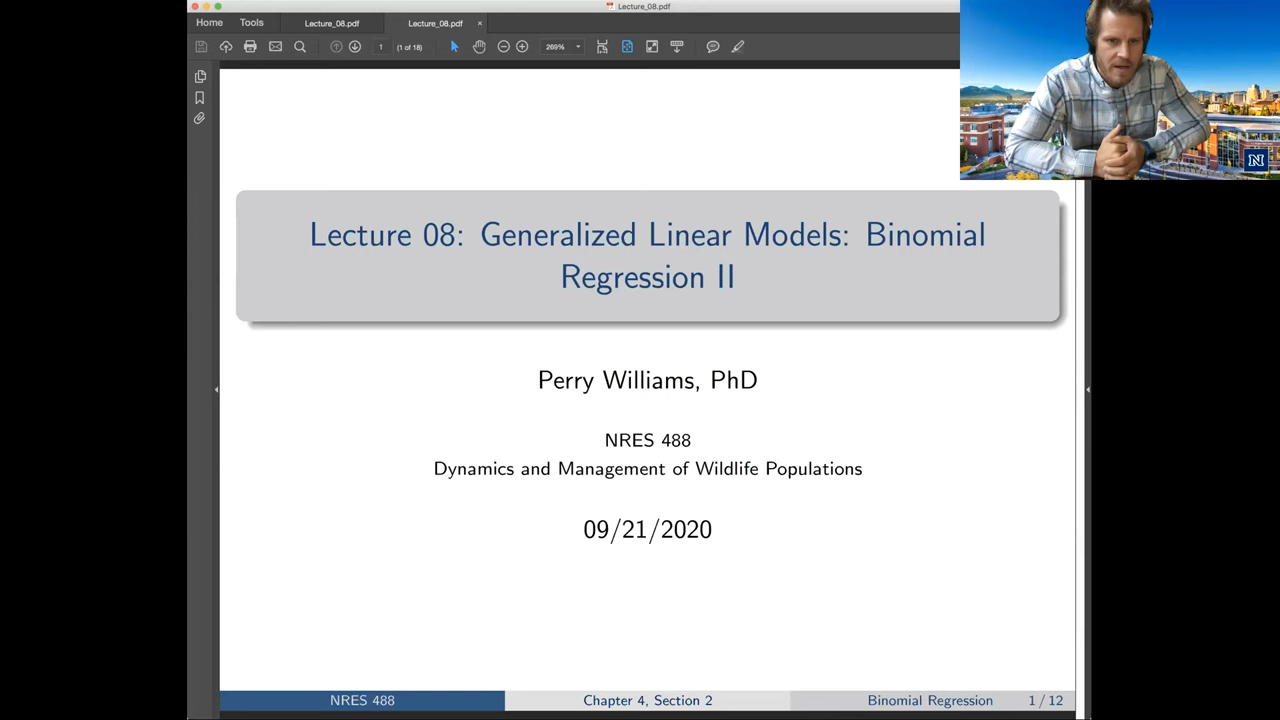 Lecture_08.pdf
Home Tools Lecture_08.pdf Lecture_08.pdf ×
1 (1 of 18) 269%
Lecture 08: Generalized Linear Models: Binomial
Regression II
Perry Williams, PhD
NRES 488
Dynamics and Management of Wildlife Populations
09/21/2020
NRES 488 Chapter 4, Section 2 Binomial Regression 1 / 12
N